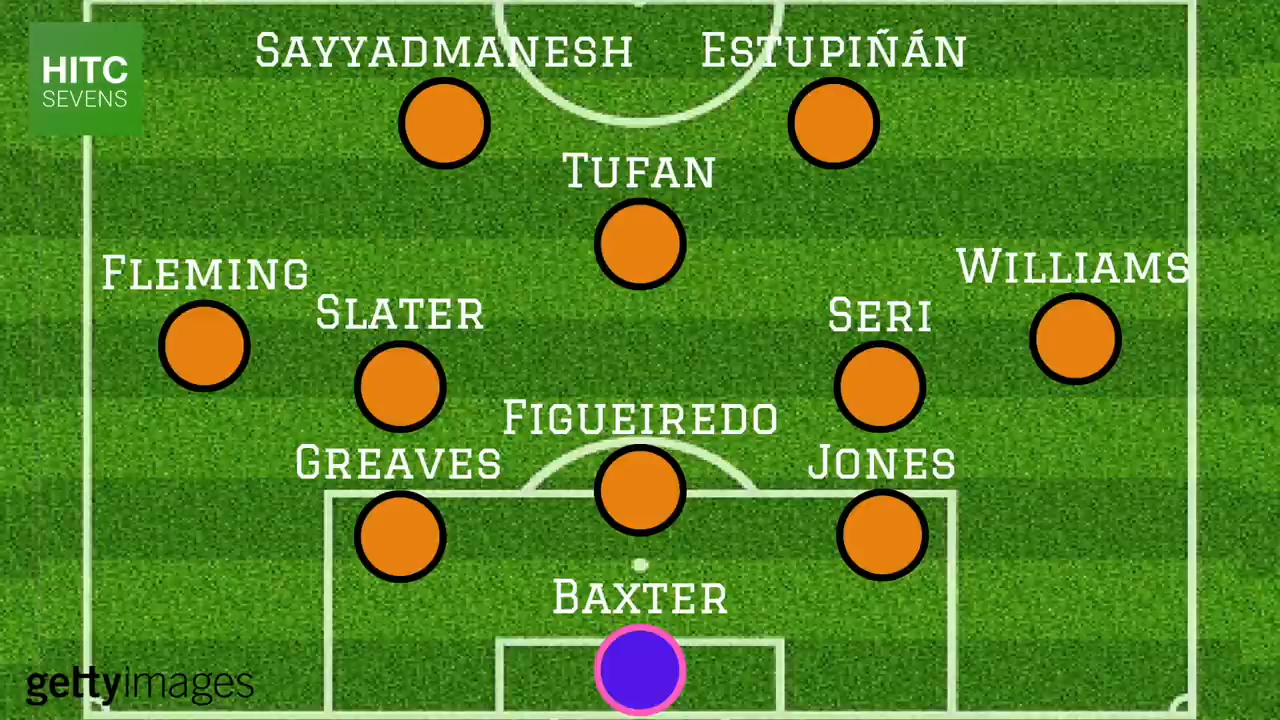 HITC
SEVENS
SAYYADMANESH
ESTUPIÑÁN
TUFAN
FLEMING
WILLIAMS
SLATER
SERI
FIGUEIREDO
GREAVES
JONES
BAXTER
gettyimages